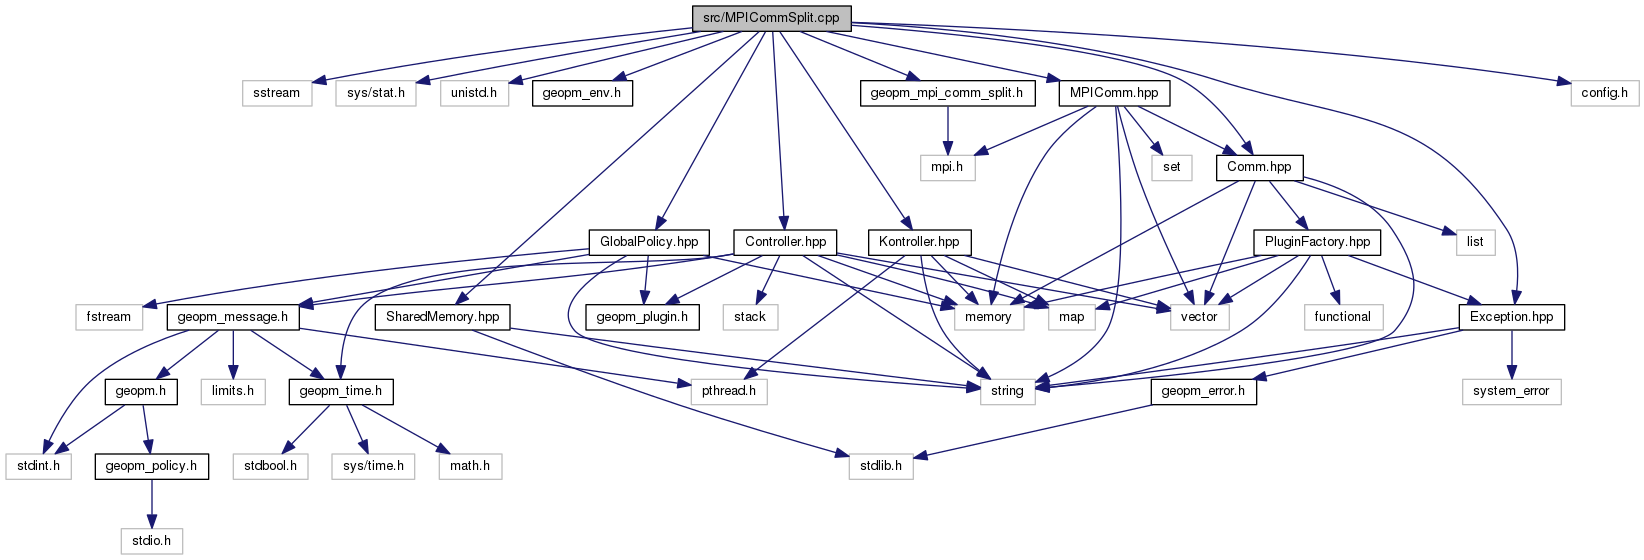 src/MPICommSplit.cpp
sstream
sys/stat.h
unistd.h
geopm_env.h
geopm_mpi_comm_split.h
MPIComm.hpp
config.h
mpi.h
set
Comm.hpp
GlobalPolicy.hpp
Controller.hpp
Kontroller.hpp
PluginFactory.hpp
list
fstream
geopm_message.h
SharedMemory.hpp
geopm_plugin.h
stack
memory
map
vector
functional
Exception.hpp
geopm.h
limits.h
geopm_time.h
pthread.h
string
geopm_error.h
system_error
stdint.h
geopm_policy.h
stdbool.h
sys/time.h
math.h
stdlib.h
stdio.h